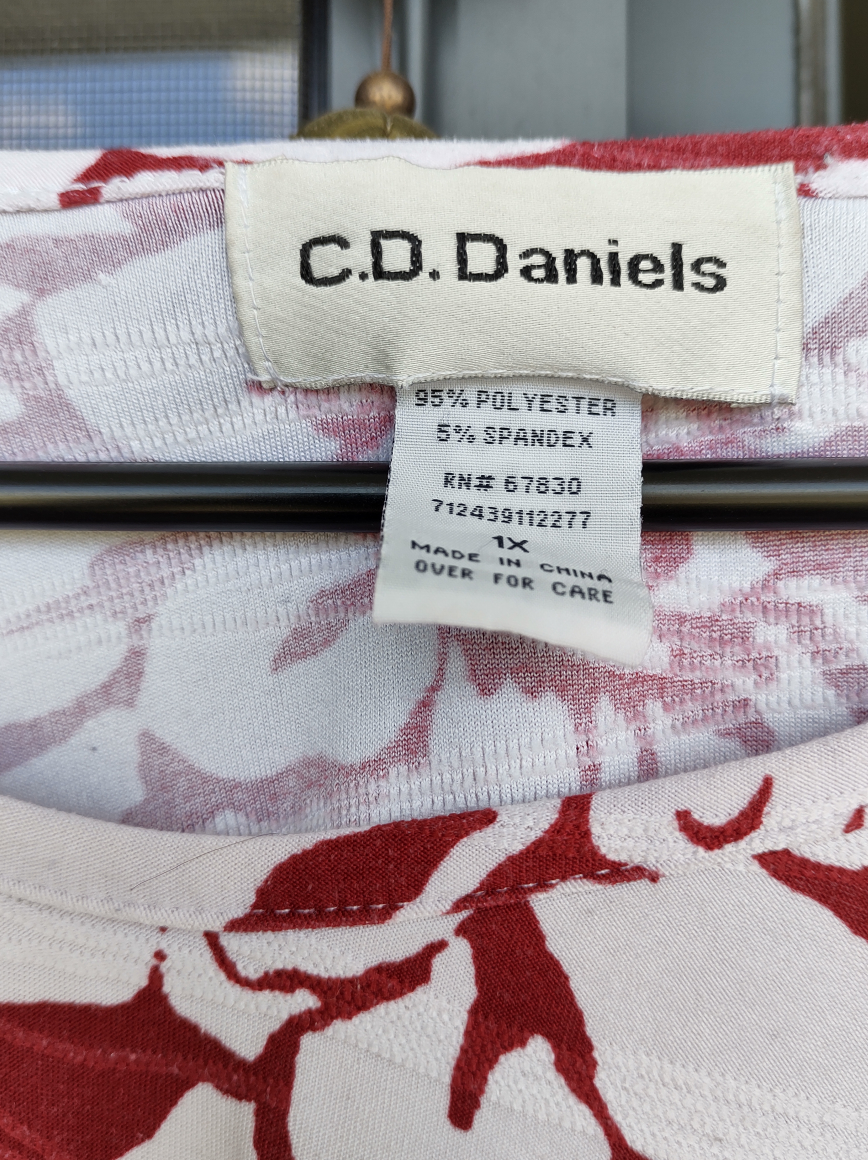 C.D. Daniels
95% POLYESTER
5% SPANDEX
RN# 67830
712439112277
1X
MADE IN CHINA
OVER FOR CARE